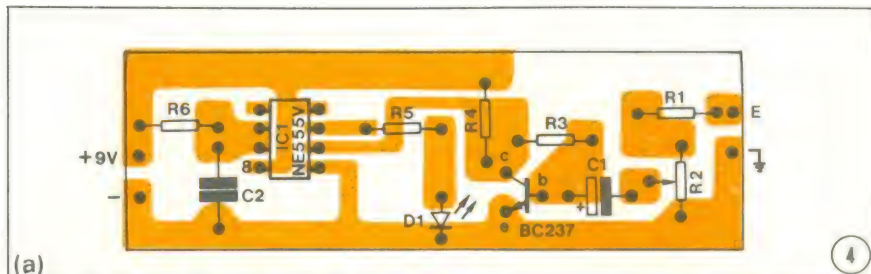 R6
+9V
–
C2
8
IC1
NE555V
R5
D1
R4
c
R3
b
e
BC237
C1
+
R1
E
R2
(a)
4